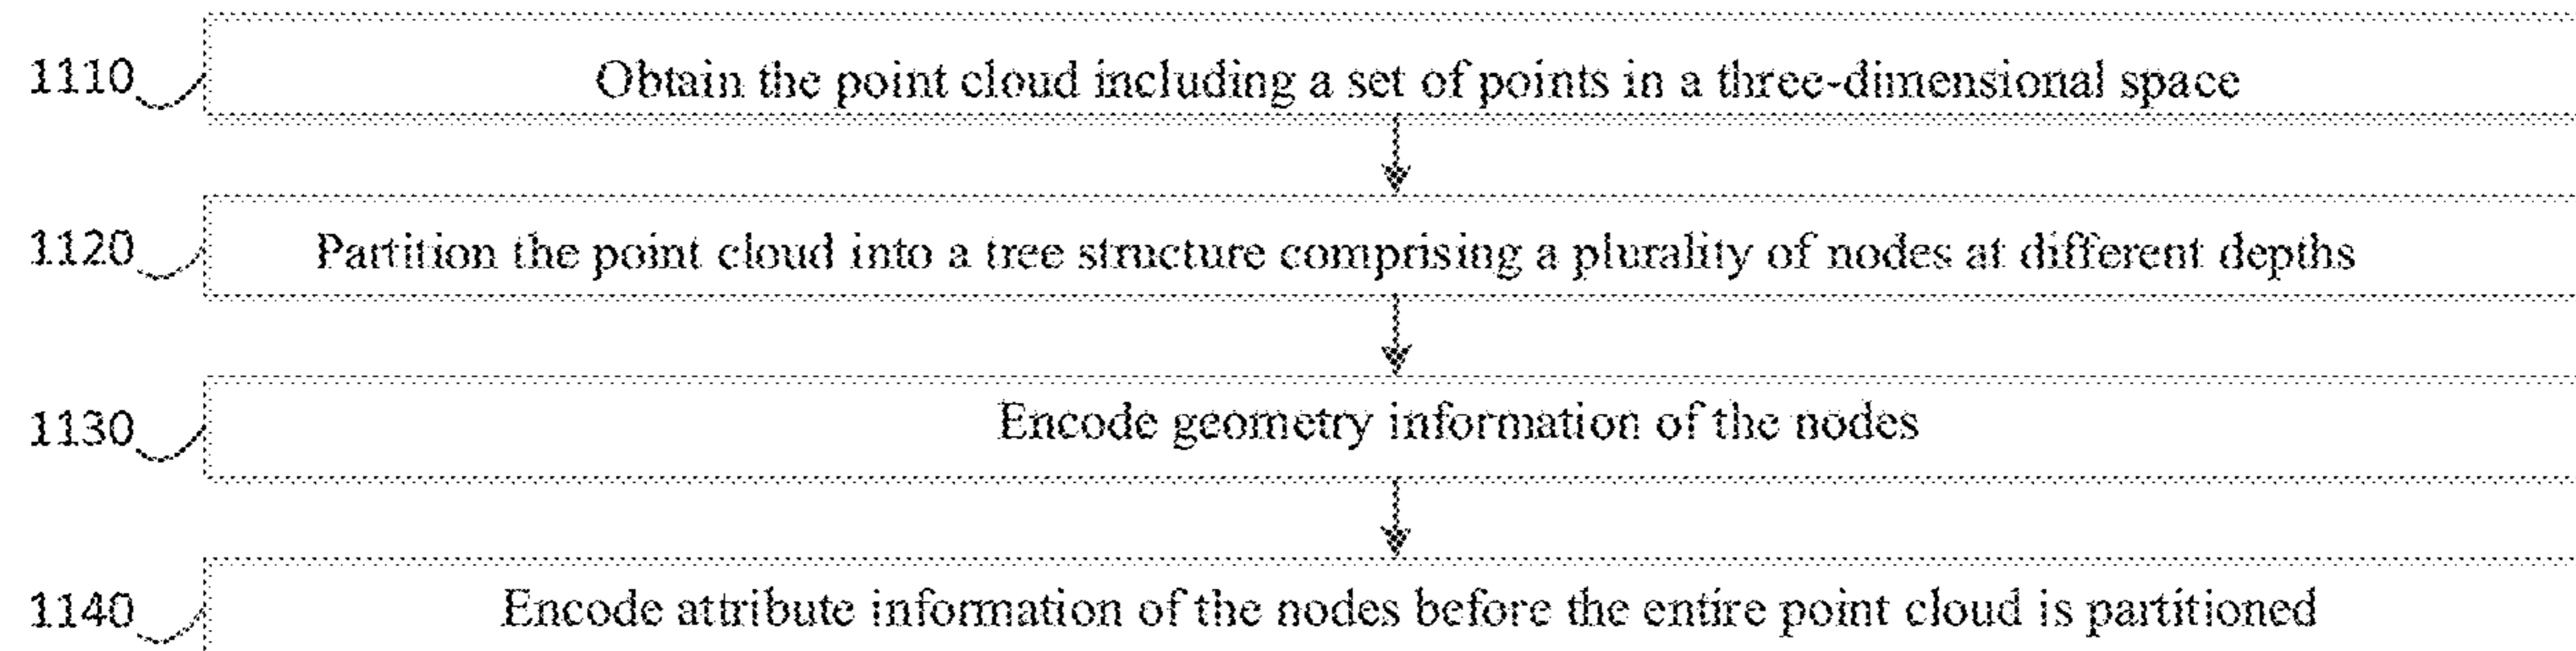 1110 Obtain the point cloud including a set of points in a three-dimensional space
1120 Partition the point cloud into a tree structure comprising a plurality of nodes at different depths
1130 Encode geometry information of the nodes
1140 Encode attribute information of the nodes before the entire point cloud is partitioned